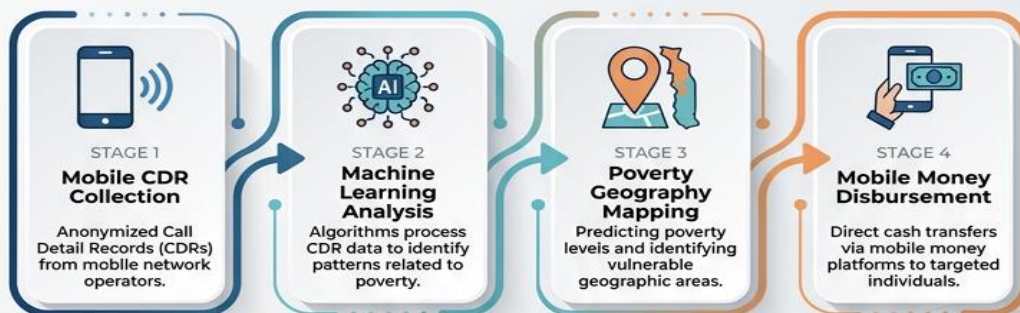 STAGE 1
Mobile CDR
Collection
Anonymized Call
Detail Records (CDRs)
from mobile network
operators.
AI
STAGE 2
Machine
Learning
Analysis
Algorithms process
CDR data to identify
patterns related to
poverty.
STAGE 3
Poverty
Geography
Mapping
Predicting poverty
levels and identifying
vulnerable
geographic areas.
STAGE 4
Mobile Money
Disbursement
Direct cash transfers
via mobile money
platforms to targeted
individuals.